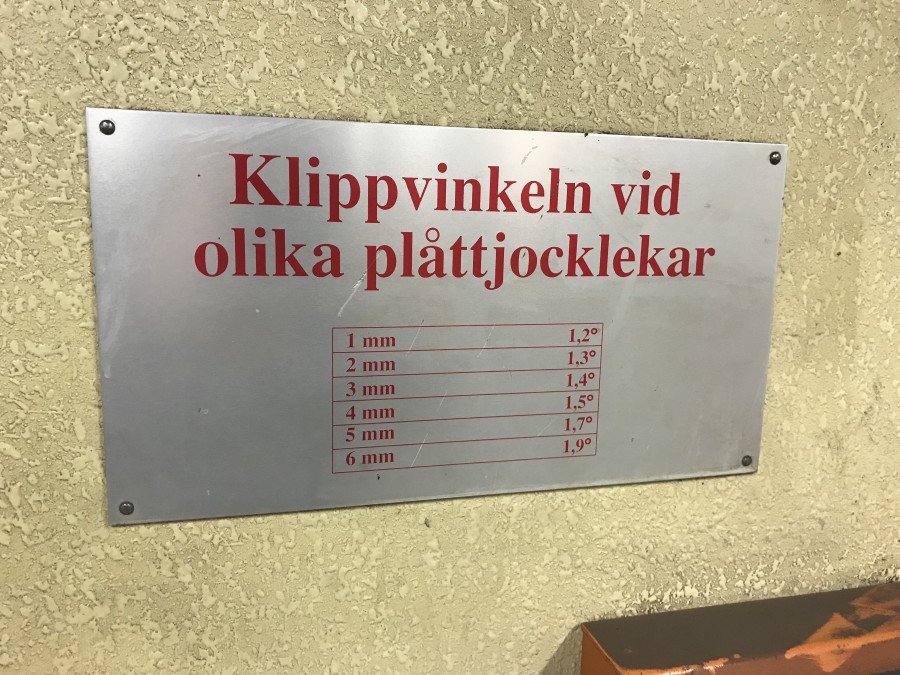 Klippvinkeln vid
olika plåttjocklekar
1 mm 1,2°
2 mm 1,3°
3 mm 1,4°
4 mm 1,5°
5 mm 1,7°
6 mm 1,9°